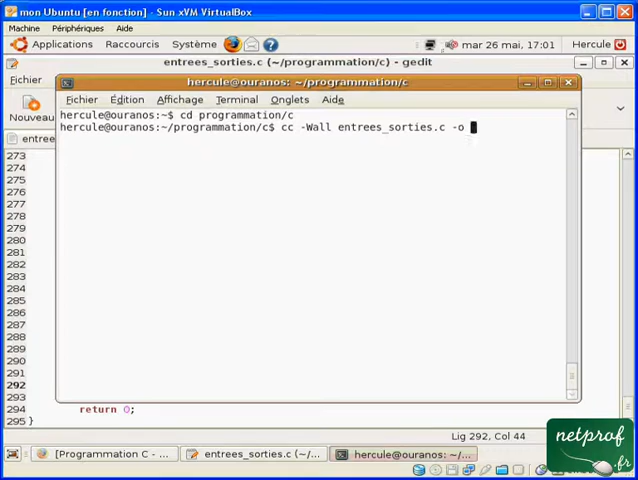 mon Ubuntu [en fonction] - Sun xVM VirtualBox
Machine Périphériques Aide
Applications Raccourcis Système mar 26 mai, 17:01 Hercule
entrees_sorties.c (~/programmation/c) - gedit
Fichier
hercule@ouranos: ~/programmation/c
Fichier Édition Affichage Terminal Onglets Aide
Nouveau
hercule@ouranos:~$ cd programmation/c
hercule@ouranos:~/programmation/c$ cc -Wall entrees_sorties.c -o
entree
273
274
275
276
277
278
279
280
281
282
283
284
285
286
287
288
289
290
291
292
293
294 return 0;
295 }
Lig 292, Col 44
[Programmation C - ... entrees_sorties.c (~/... hercule@ouranos: ~/...
netprof
.fr